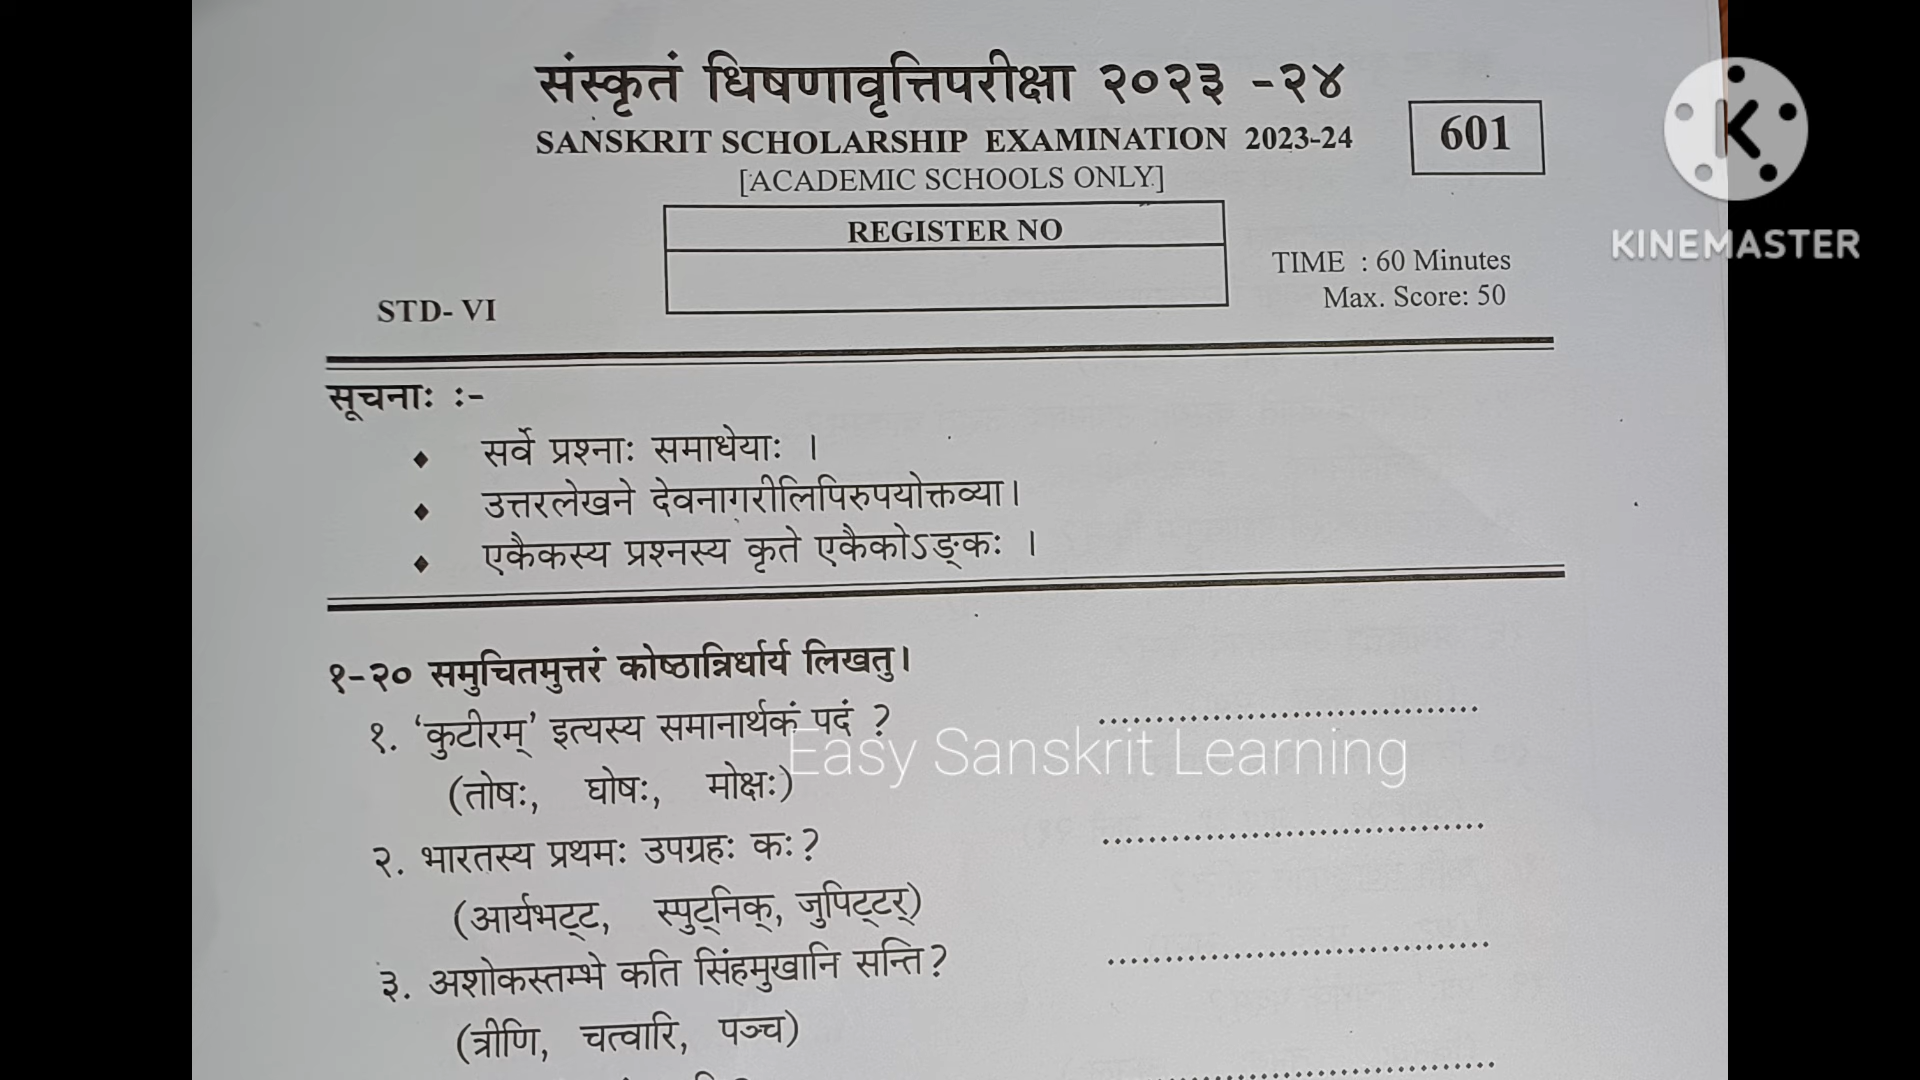 संस्कृतं धिषणावृत्तिपरीक्षा २०२३ -२४
SANSKRIT SCHOLARSHIP EXAMINATION 2023-24
601
[ACADEMIC SCHOOLS ONLY]
REGISTER NO
TIME : 60 Minutes
Max. Score: 50
STD- VI
KINEMASTER
सूचनाः :-
♦ सर्वे प्रश्नाः समाधेयाः ।
♦ उत्तरलेखने देवनागरीलिपिरुपयोक्तव्या।
♦ एकैकस्य प्रश्नस्य कृते एकैकोऽङ्कः ।
१-२० समुचितमुत्तरं कोष्ठान्निर्धार्य लिखतु।
१. ‘कुटीरम्’ इत्यस्य समानार्थकं पदं ? ................................
Easy Sanskrit Learning
(तोषः, घोषः, मोक्षः)
२. भारतस्य प्रथमः उपग्रहः कः? ................................
(आर्यभट्ट, स्पुट्निक्, जुपिट्टर्)
३. अशोकस्तम्भे कति सिंहमुखानि सन्ति? ................................
(त्रीणि, चत्वारि, पञ्च)